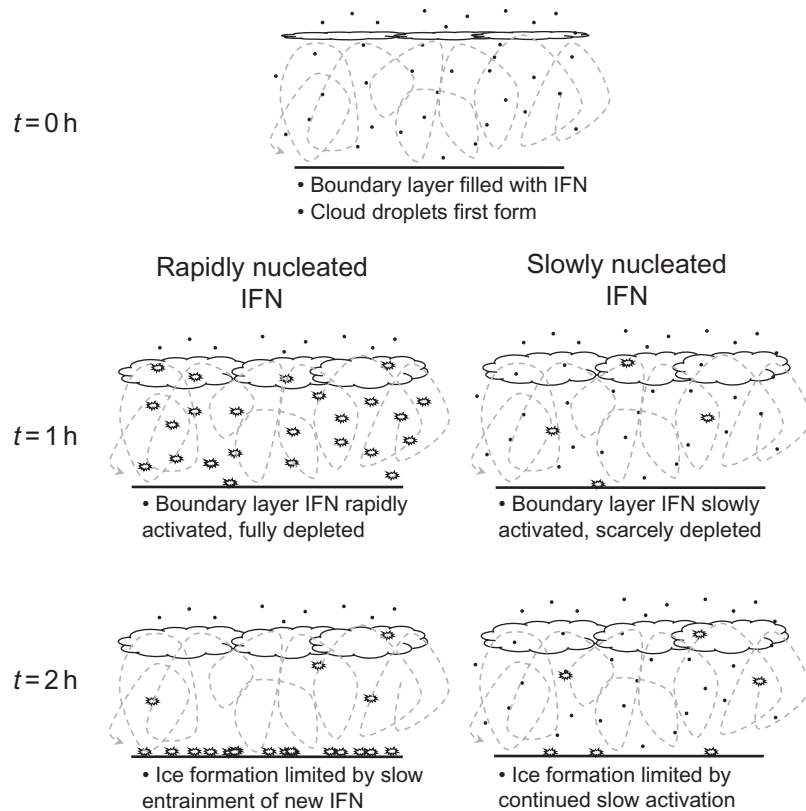 t = 0 h
• Boundary layer filled with IFN
• Cloud droplets first form
Rapidly nucleated
IFN
Slowly nucleated
IFN
t = 1 h
• Boundary layer IFN rapidly
activated, fully depleted
• Boundary layer IFN slowly
activated, scarcely depleted
t = 2 h
• Ice formation limited by slow
entrainment of new IFN
• Ice formation limited by
continued slow activation